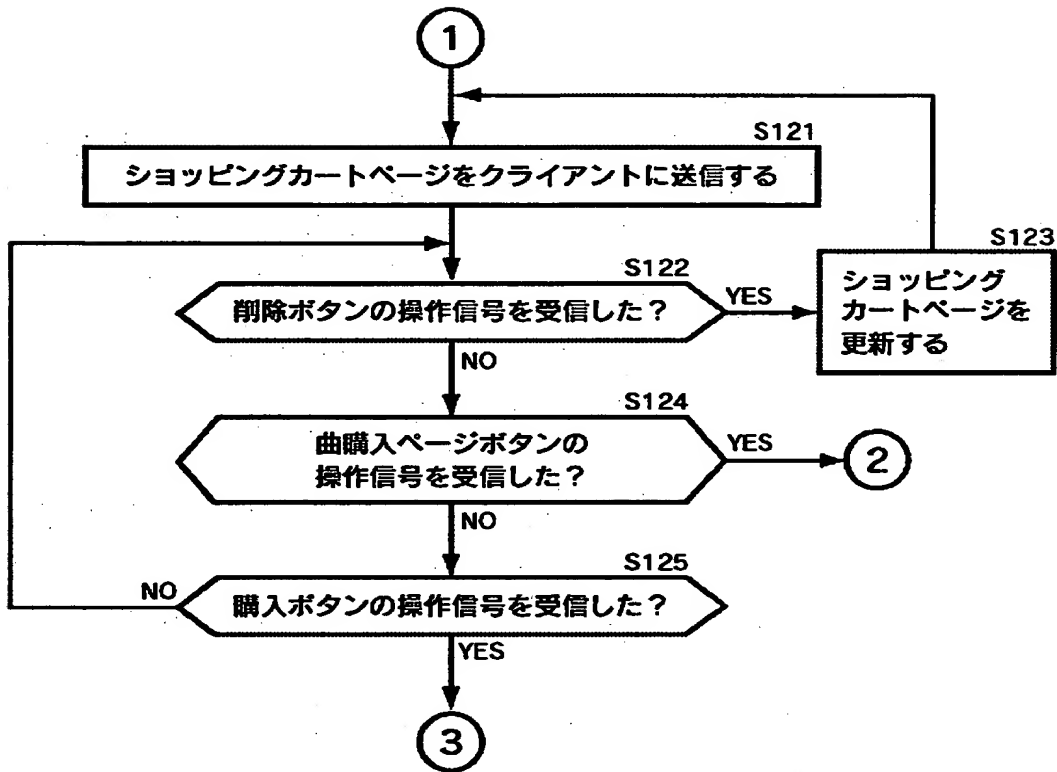 1
S121
ショッピングカートページをクライアントに送信する
S122
削除ボタンの操作信号を受信した?
YES
S123
ショッピング
カートページを
更新する
NO
S124
曲購入ページボタンの
操作信号を受信した?
YES
2
NO
S125
NO
購入ボタンの操作信号を受信した?
YES
3